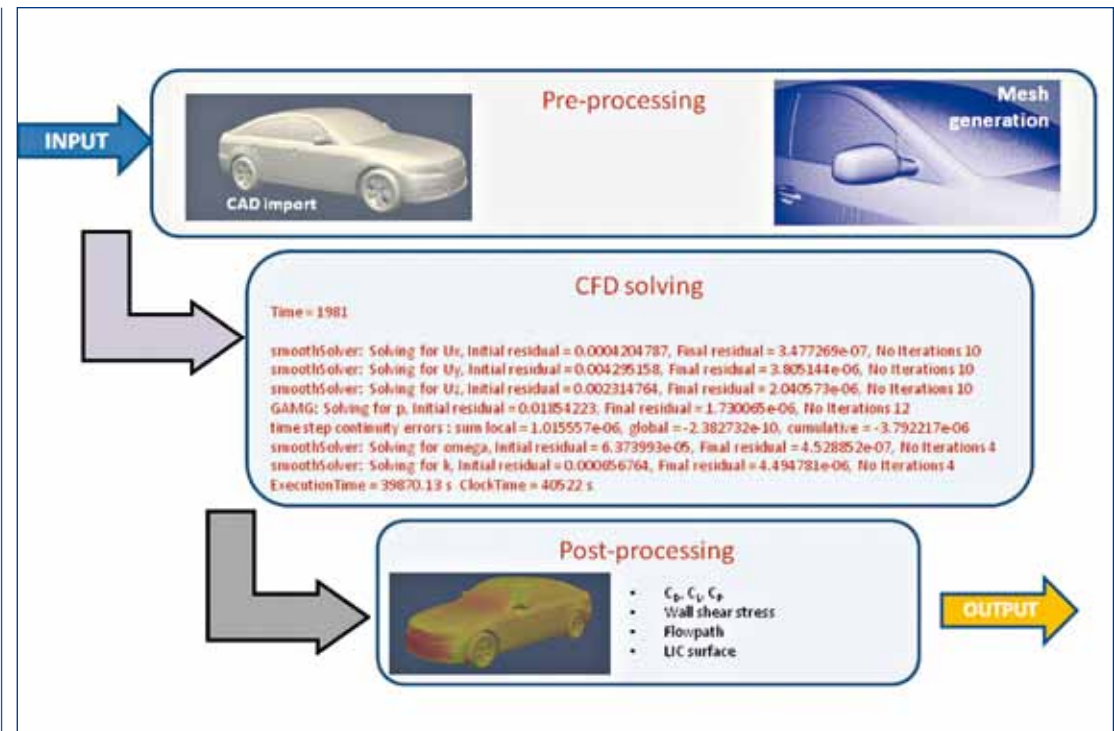 INPUT
Pre-processing
CAD import
Mesh
generation
CFD solving
Time = 1981
smoothSolver: Solving for Ux, Initial residual = 0.0004204787, Final residual = 3.477269e-07, No Iterations 10
smoothSolver: Solving for Uy, Initial residual = 0.004295158, Final residual = 3.805144e-06, No Iterations 10
smoothSolver: Solving for Uz, Initial residual = 0.002314764, Final residual = 2.040573e-06, No Iterations 10
GAMG: Solving for p, Initial residual = 0.01854223, Final residual = 1.730065e-06, No Iterations 12
time step continuity errors : sum local = 1.015557e-06, global = -2.382732e-10, cumulative = -3.792217e-06
smoothSolver: Solving for omega, Initial residual = 6.373993e-05, Final residual = 4.528852e-07, No Iterations 4
smoothSolver: Solving for k, Initial residual = 0.000656764, Final residual = 4.494781e-06, No Iterations 4
ExecutionTime = 39870.13 s ClockTime = 40522 s
Post-processing
• C_D, C_L, C_P
• Wall shear stress
• Flowpath
• LIC surface
OUTPUT